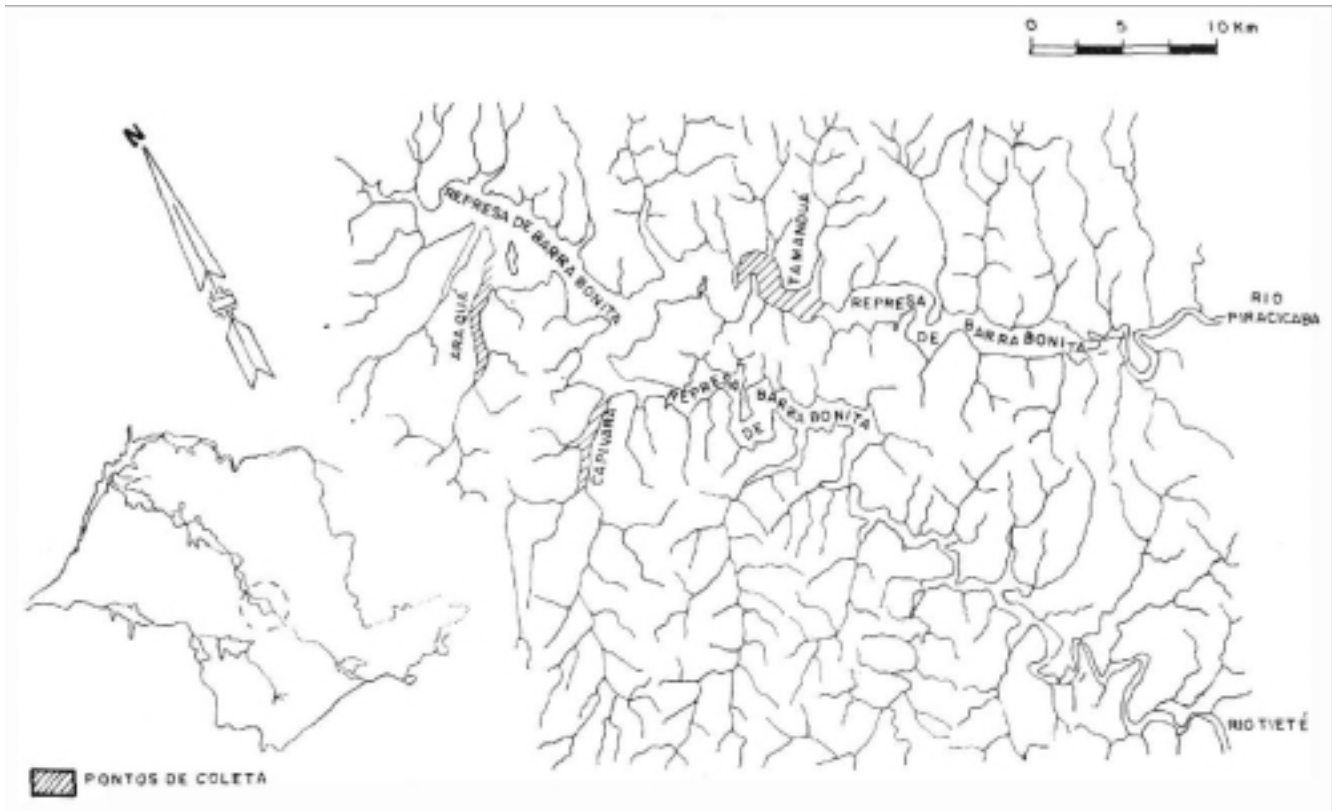 0 5 10 Km
N
REPRESA DE BARRA BONITA
TAMANDUÁ
ARAQUÁ
REPRESA DE BARRA BONITA
RIO
PIRACICABA
REPRESA DE BARRA BONITA
CAPIVARA
RIO TIETÉ
PONTOS DE COLETA